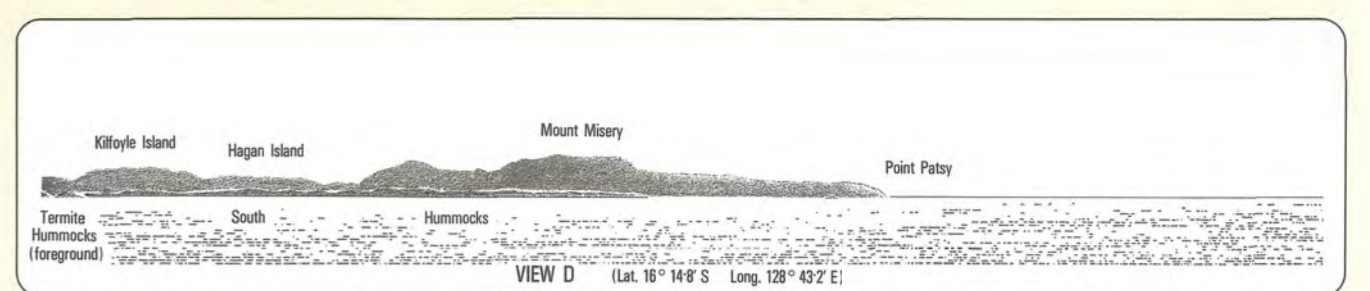 Mount Misery
Kilfoyle Island
Hagan Island
Point Patsy
Termite
Hummocks
(foreground)
South Hummocks
VIEW D (Lat. 16° 14·8′ S Long. 128° 43·2′ E)